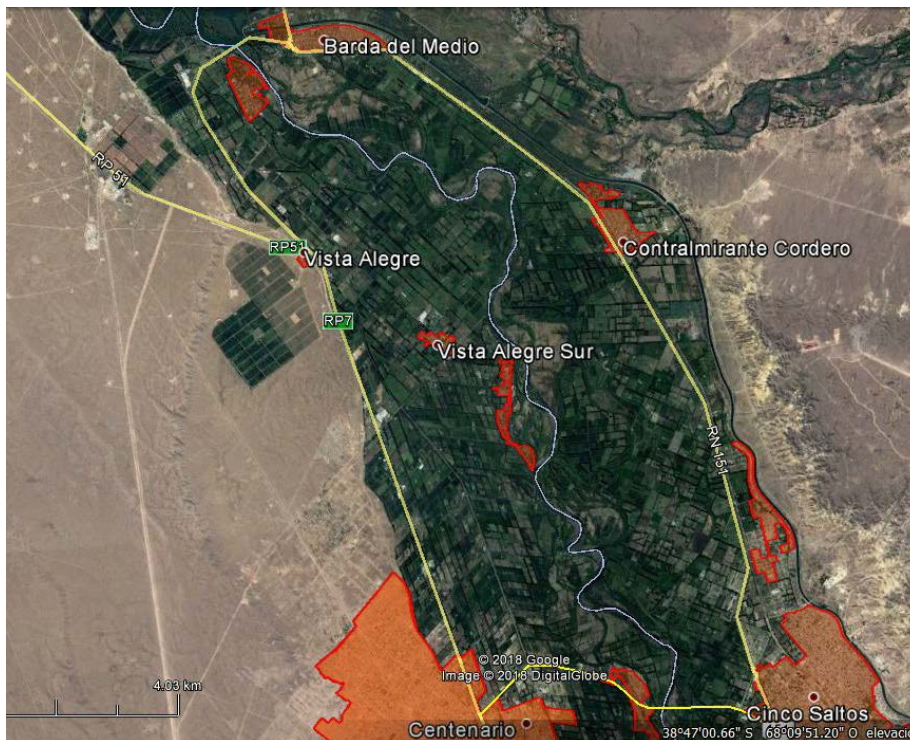 Barda del Medio
RP 51
Contralmirante Cordero
RP51
Vista Alegre
RP7
Vista Alegre Sur
RN 151
© 2018 Google
Image © 2018 DigitalGlobe
4.03 km
Cinco Saltos
Centenario
38°47'00.66" S 68°09'51.20" O elevació